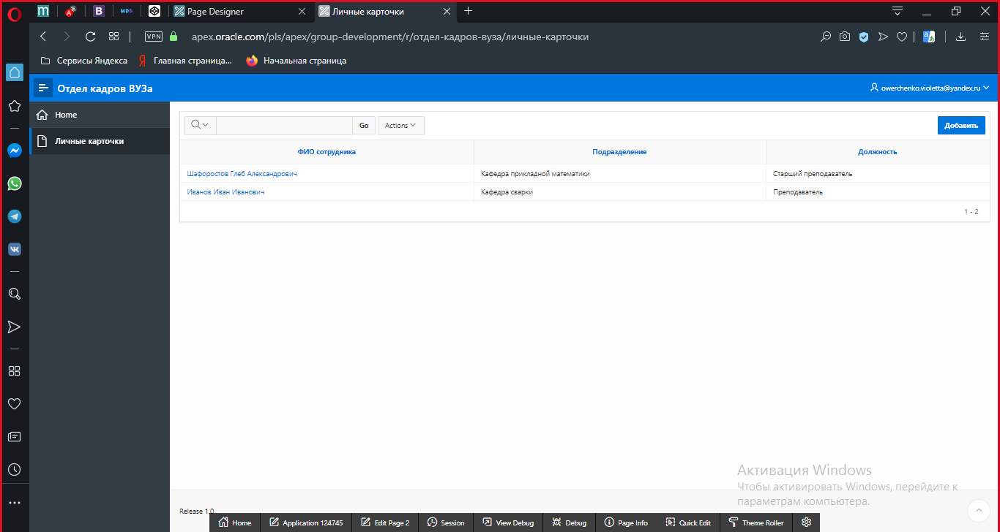 m A B MDB Page Designer Личные карточки
VPN apex.oracle.com/pls/apex/group-development/r/отдел-кадров-вуза/личные-карточки
Сервисы Яндекса Я Главная страница... Начальная страница
Отдел кадров ВУЗа owerchenko.violetta@yandex.ru
Home
Личные карточки
Go Actions Добавить
ФИО сотрудника Подразделение Должность
Шафоростов Глеб Александрович Кафедра прикладной математики Старший преподаватель
Иванов Иван Иванович Кафедра сварки Преподаватель
1 - 2
Активация Windows
Чтобы активировать Windows, перейдите к
параметрам компьютера.
Release 1.0
Home Application 124745 Edit Page 2 Session View Debug Debug Page Info Quick Edit Theme Roller